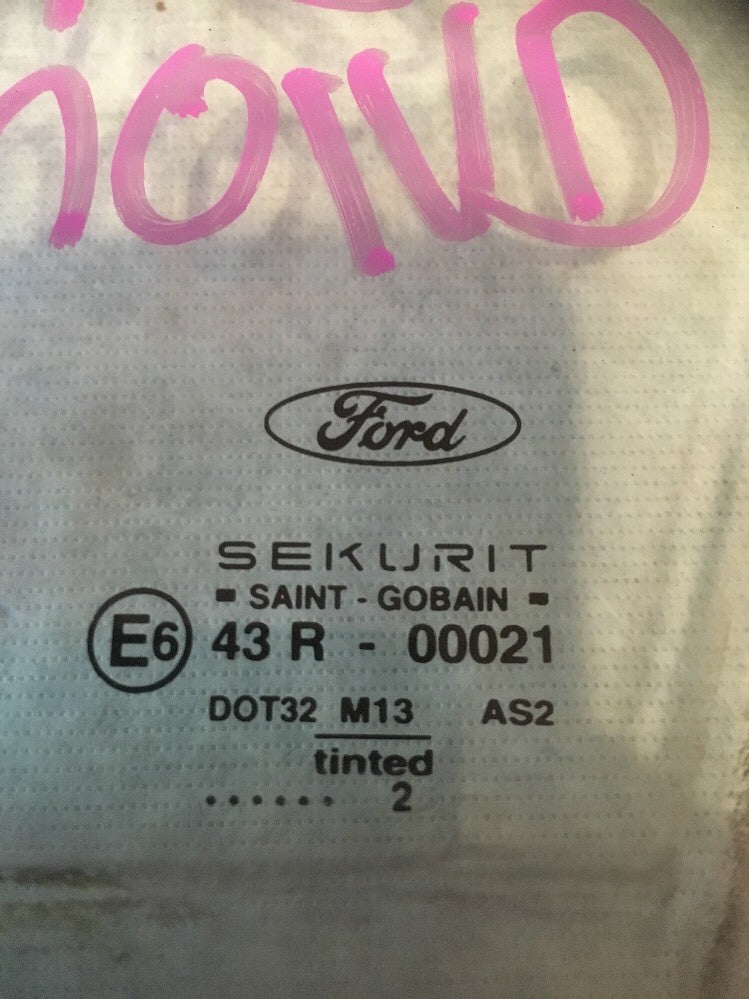 Ford
SEKURIT
SAINT - GOBAIN
E6 43 R - 00021
DOT32 M13 AS2
tinted
...... 2